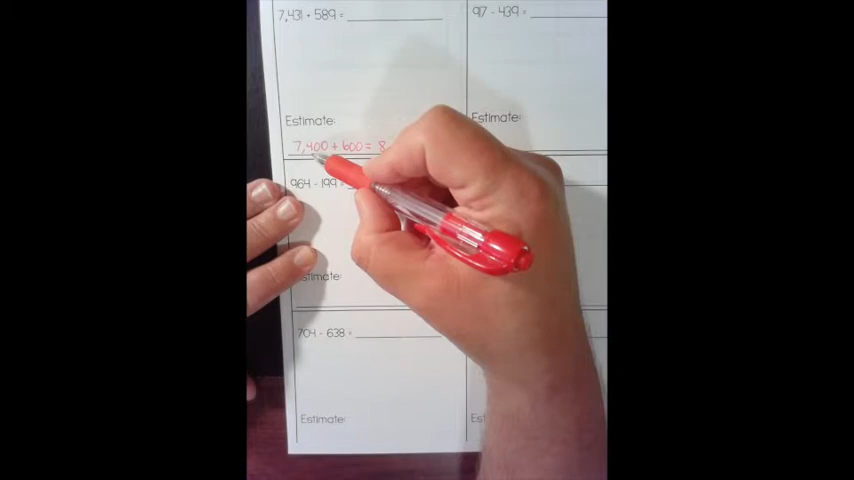 7,431 + 589 =
917 - 439 =
Estimate:
Estimate:
7,400 + 600 = 8
964 - 199 =
Estimate:
704 - 638 =
Estimate: